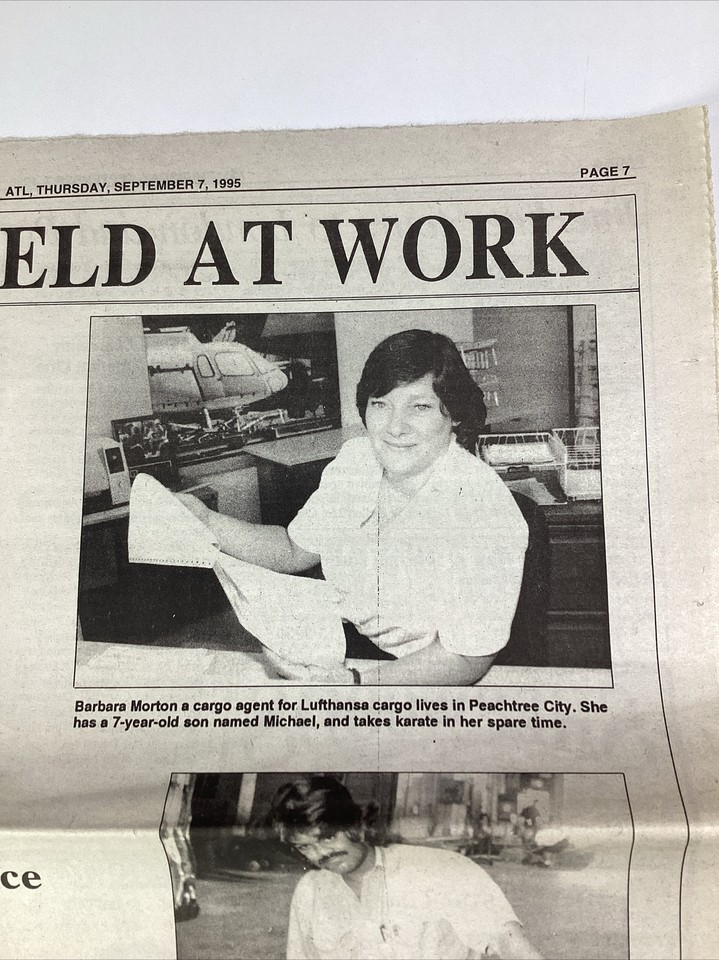 ATL, THURSDAY, SEPTEMBER 7, 1995
PAGE 7
ELD AT WORK
Barbara Morton a cargo agent for Lufthansa cargo lives in Peachtree City. She
has a 7-year-old son named Michael, and takes karate in her spare time.
ce